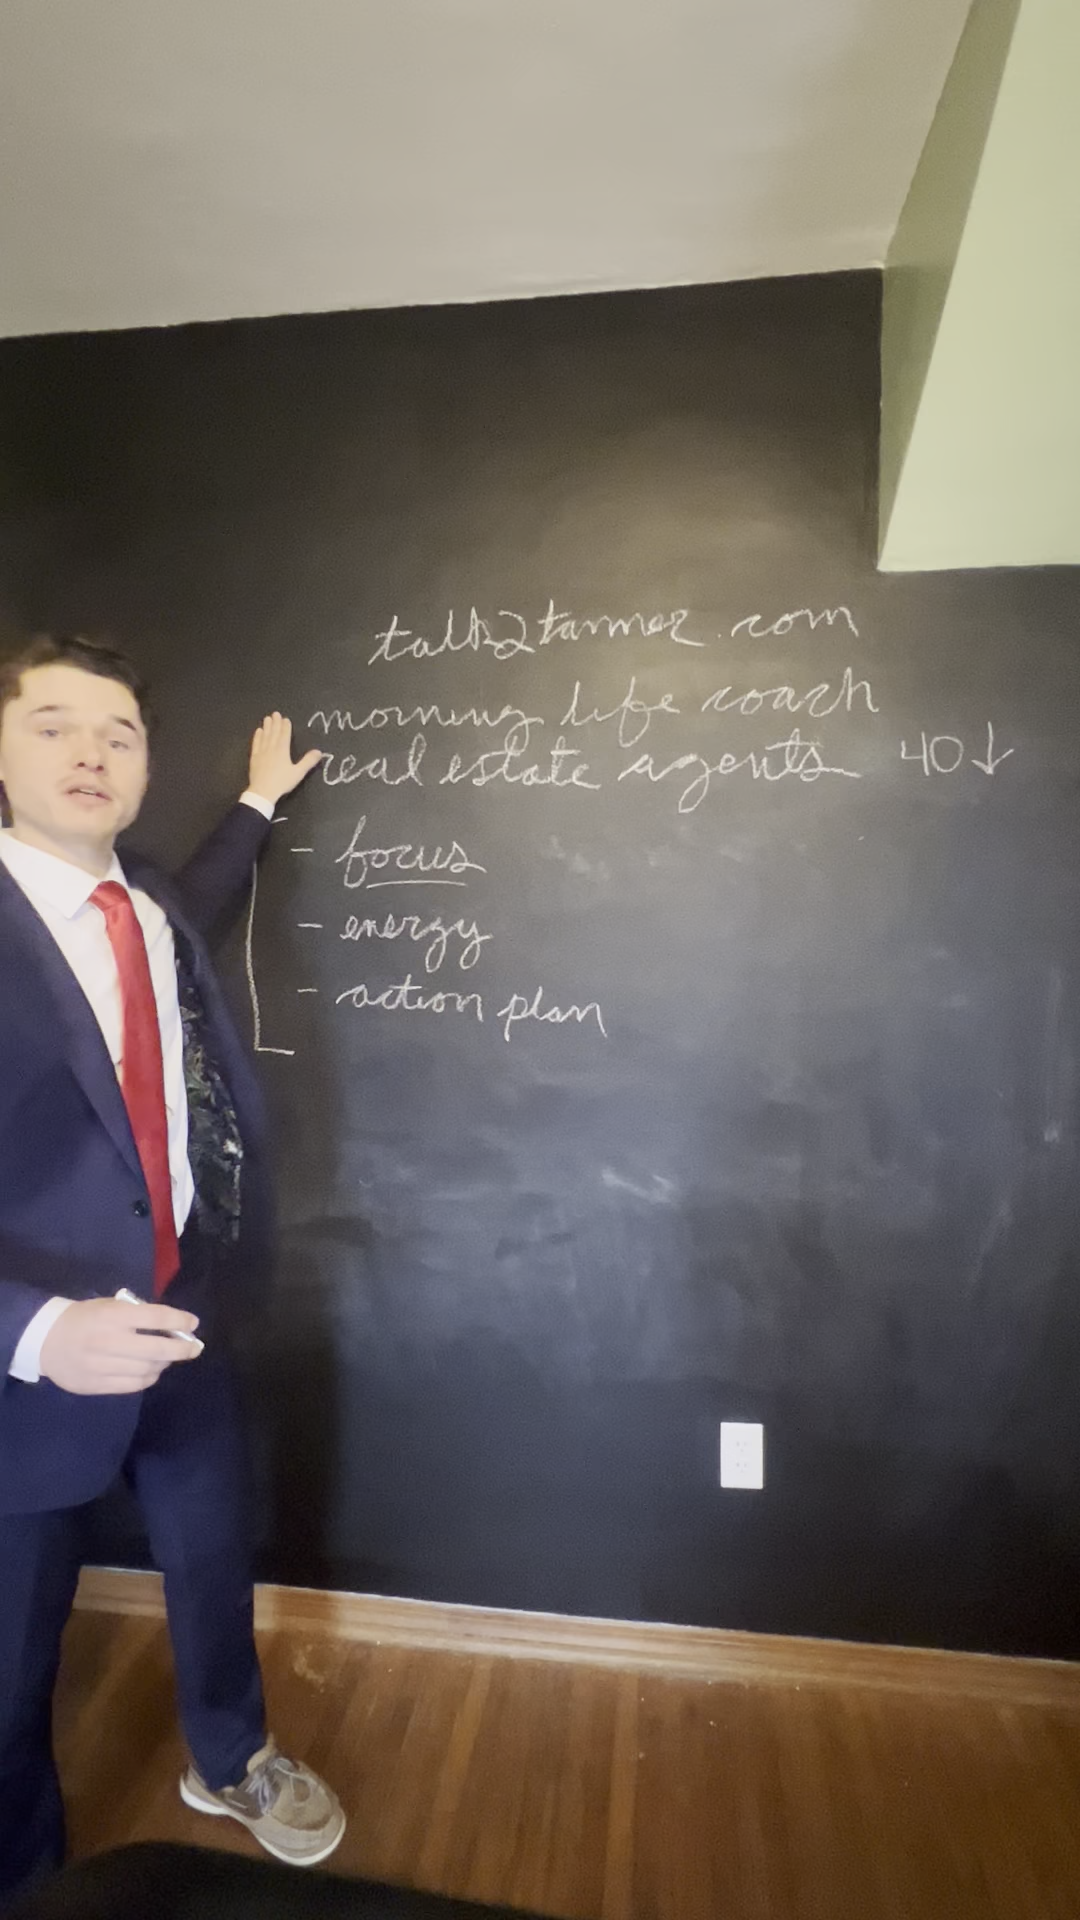 talk2tanner.com
morning life coach
real estate agents 40↓
- focus
- energy
- action plan